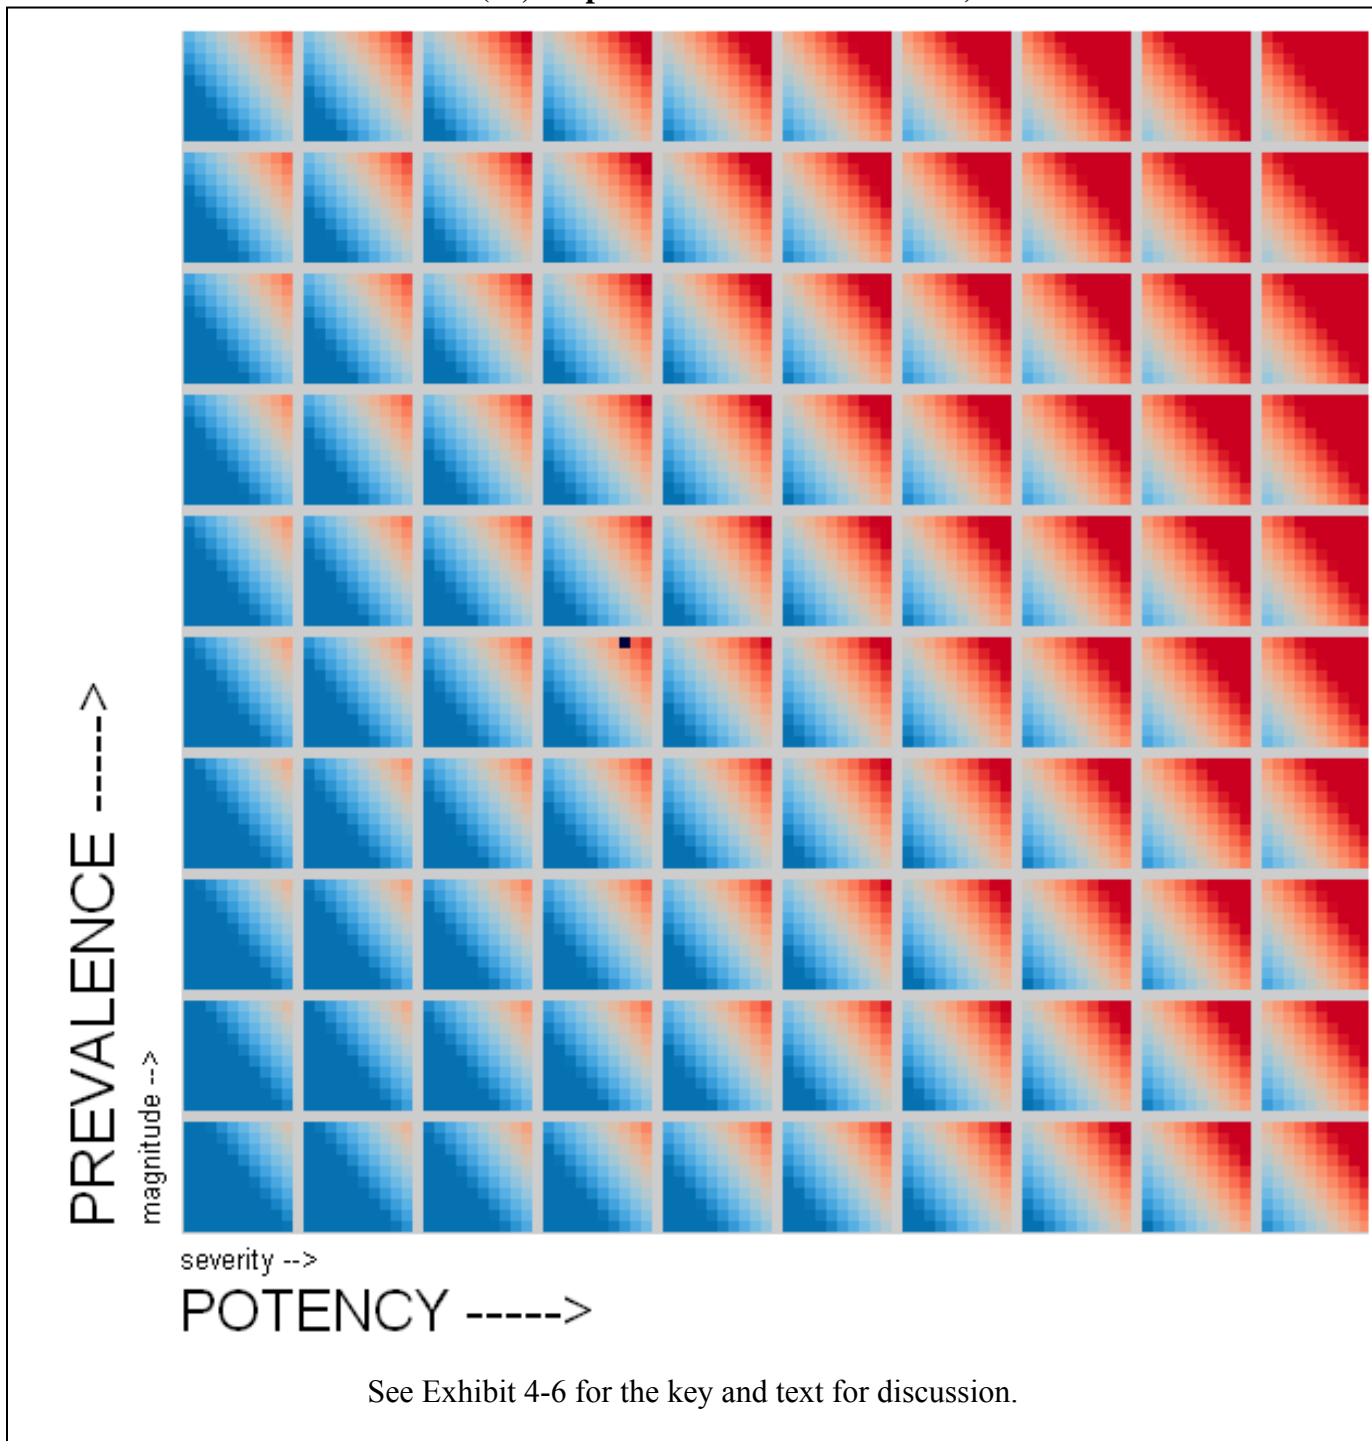 PREVALENCE ----->
magnitude -->
severity -->
POTENCY ----->
See Exhibit 4-6 for the key and text for discussion.